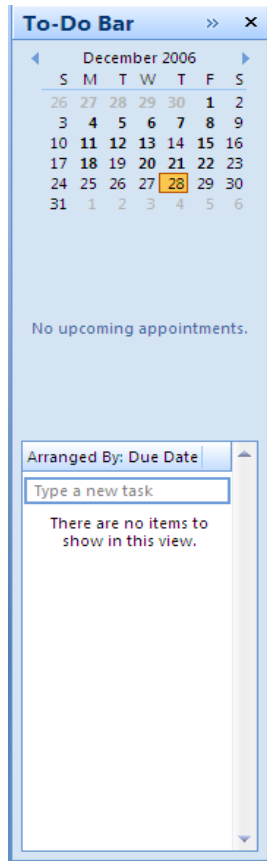 To-Do Bar
December 2006
S M T W T F S
26 27 28 29 30 1 2
3 4 5 6 7 8 9
10 11 12 13 14 15 16
17 18 19 20 21 22 23
24 25 26 27 28 29 30
31 1 2 3 4 5 6
No upcoming appointments.
Arranged By: Due Date
Type a new task
There are no items to
show in this view.